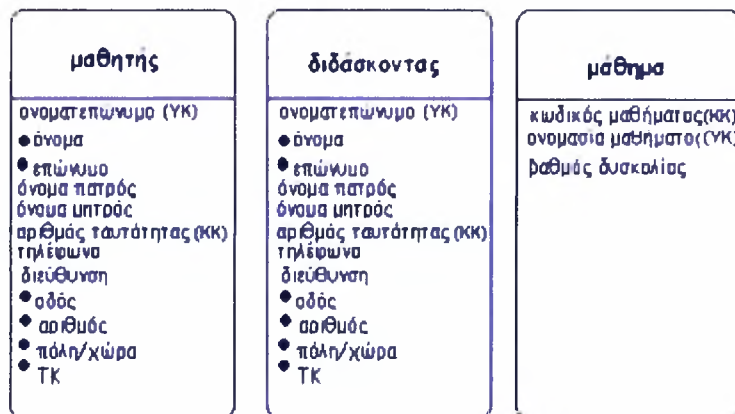 μαθητής
ονοματεπώνυμο (ΥΚ)
● όνομα
● επώνυμο
όνομα πατρός
όνομα μητρός
αριθμός ταυτότητας (ΚΚ)
τηλέφωνο
διεύθυνση
● οδός
● αριθμός
● πόλη/χώρα
● ΤΚ
διδάσκοντας
ονοματεπώνυμο (ΥΚ)
● όνομα
● επώνυμο
όνομα πατρός
όνομα μητρός
αριθμός ταυτότητας (ΚΚ)
τηλέφωνο
διεύθυνση
● οδός
● αριθμός
● πόλη/χώρα
● ΤΚ
μάθημα
κωδικός μαθήματος(ΚΚ)
ονομασία μαθήματος(ΥΚ)
βαθμός δυσκολίας